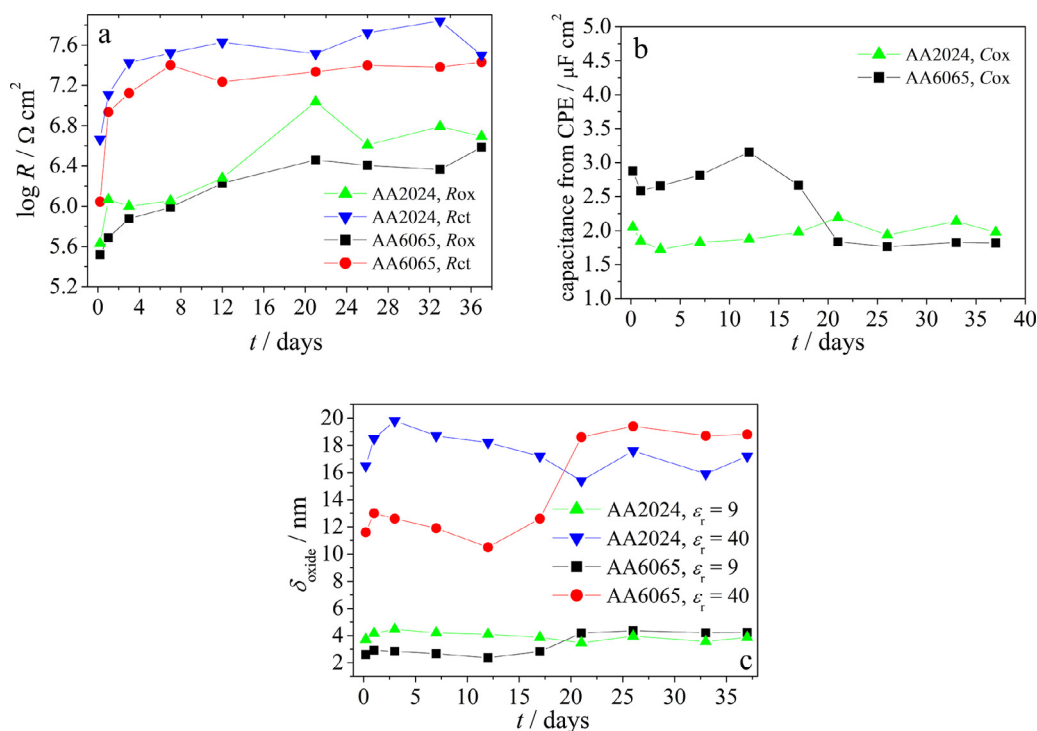 a
log R / Ω cm²
7.6
7.2
6.8
6.4
6.0
5.6
5.2
AA2024, Rox
AA2024, Rct
AA6065, Rox
AA6065, Rct
0 4 8 12 16 20 24 28 32 36
t / days
b
capacitance from CPE / μF cm²
5.0
4.5
4.0
3.5
3.0
2.5
2.0
1.5
1.0
AA2024, Cox
AA6065, Cox
0 5 10 15 20 25 30 35 40
t / days
δoxide / nm
20
18
16
14
12
10
8
6
4
2
AA2024, εr = 9
AA2024, εr = 40
AA6065, εr = 9
AA6065, εr = 40
c
0 5 10 15 20 25 30 35
t / days